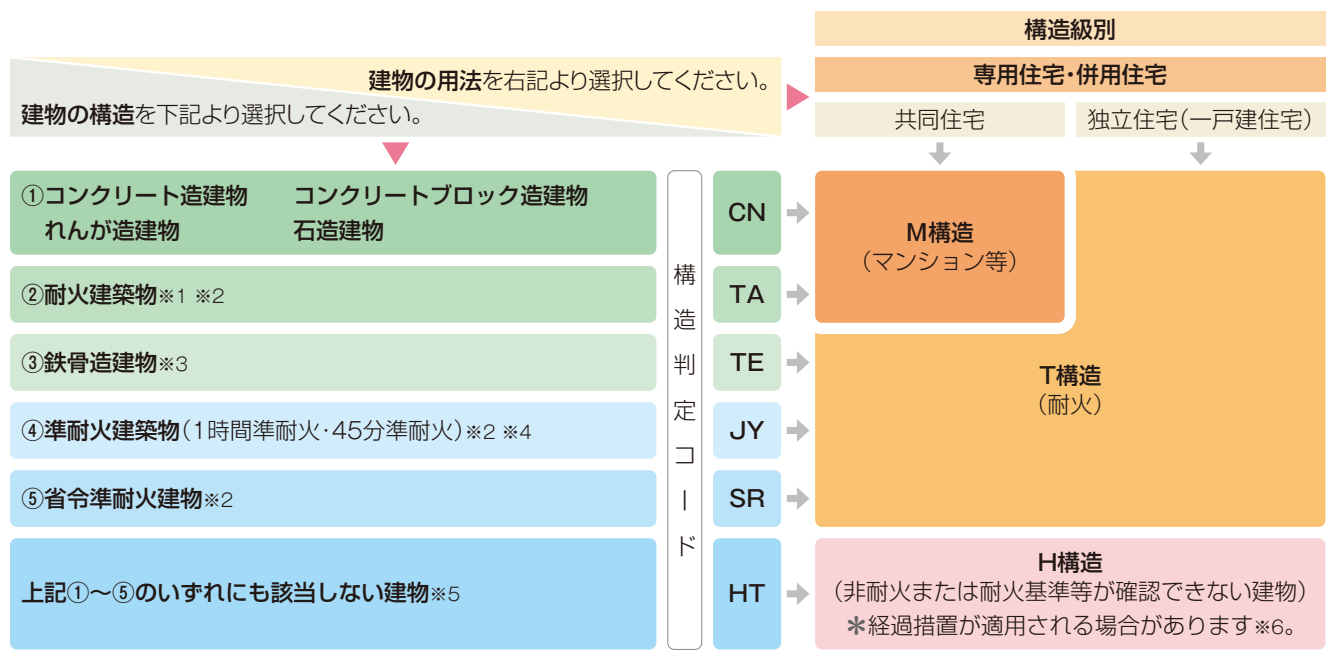 構造級別
建物の用法を右記より選択してください。
専用住宅・併用住宅
建物の構造を下記より選択してください。
共同住宅
独立住宅(一戸建住宅)
①コンクリート造建物 コンクリートブロック造建物
れんが造建物 石造建物
CN
M構造
(マンション等)
②耐火建築物※1 ※2
TA
③鉄骨造建物※3
TE
T構造
(耐火)
④準耐火建築物(1時間準耐火・45分準耐火)※2 ※4
JY
⑤省令準耐火建物※2
SR
構造判定コード
上記①〜⑤のいずれにも該当しない建物※5
HT
H構造
(非耐火または耐火基準等が確認できない建物)
＊経過措置が適用される場合があります※6。